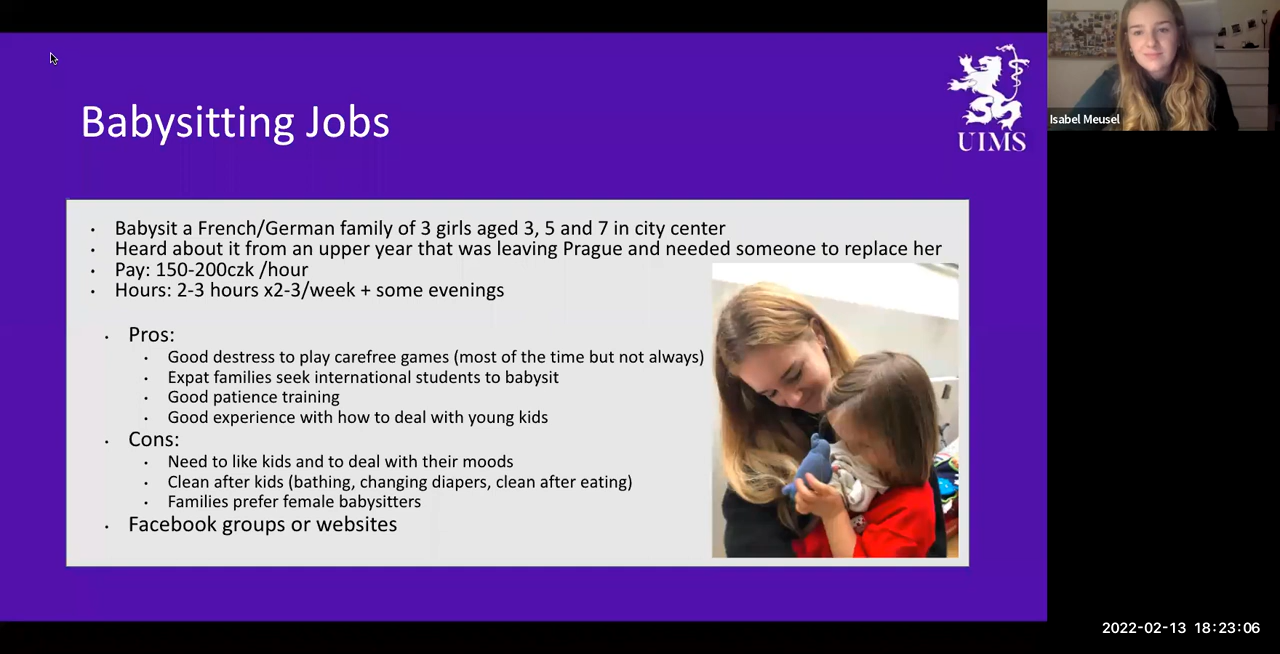 Isabel Meusel
UIMS
Babysitting Jobs
• Babysit a French/German family of 3 girls aged 3, 5 and 7 in city center
• Heard about it from an upper year that was leaving Prague and needed someone to replace her
• Pay: 150-200czk /hour
• Hours: 2-3 hours x2-3/week + some evenings
• Pros:
• Good destress to play carefree games (most of the time but not always)
• Expat families seek international students to babysit
• Good patience training
• Good experience with how to deal with young kids
• Cons:
• Need to like kids and to deal with their moods
• Clean after kids (bathing, changing diapers, clean after eating)
• Families prefer female babysitters
• Facebook groups or websites
2022-02-13 18:23:06